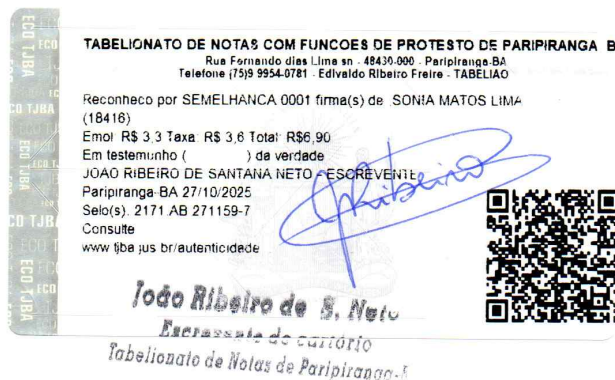 TABELIONATO DE NOTAS COM FUNCOES DE PROTESTO DE PARIPIRANGA B
Rua Fernando dias Lima sn - 48430-000 - Paripiranga-BA
Telefone (75)9 9954-0781 - Edivaldo Ribeiro Freire - TABELIAO
Reconheco por SEMELHANCA 0001 firma(s) de SONIA MATOS LIMA
(18416)
Emol R$ 3,3 Taxa: R$ 3,6 Total: R$6,90
Em testemunho ( ) da verdade
JOAO RIBEIRO DE SANTANA NETO - ESCREVENTE
Paripiranga-BA 27/10/2025
Selo(s). 2171.AB 271159-7
Consulte
www.tjba.jus.br/autenticidade
Ribeiro
João Ribeiro de S. Neto
Escrevente de cartório
Tabelionato de Notas de Paripiranga-
ECO TJBA